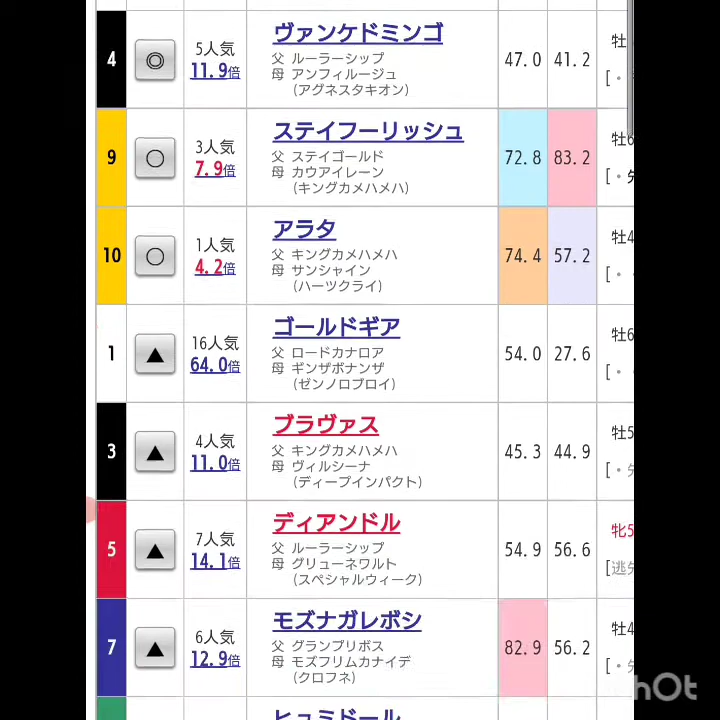 4 ◎ 5人気 11.9倍 ヴァンケドミンゴ 47.0 41.2 牡
父 ルーラーシップ
母 アンフィルージュ
(アグネスタキオン) [・
9 ○ 3人気 7.9倍 ステイフーリッシュ 72.8 83.2 牡6
父 ステイゴールド
母 カウアイレーン
(キングカメハメハ) [・
10 ○ 1人気 4.2倍 アラタ 74.4 57.2 牡4
父 キングカメハメハ
母 サンシャイン
(ハーツクライ) [・
1 ▲ 16人気 64.0倍 ゴールドギア 54.0 27.6 牡6
父 ロードカナロア
母 ギンザボナンザ
(ゼンノロブロイ) [・
3 ▲ 4人気 11.0倍 ブラヴァス 45.3 44.9 牡5
父 キングカメハメハ
母 ヴィルシーナ
(ディープインパクト) [・
5 ▲ 7人気 14.1倍 ディアンドル 54.9 56.6 牝5
父 ルーラーシップ
母 グリューネワルト
(スペシャルウィーク) [逃
7 ▲ 6人気 12.9倍 モズナガレボシ 82.9 56.2 牡4
父 グランプリボス
母 モズフリムカナイデ
(クロフネ) [・
ヒュミドール